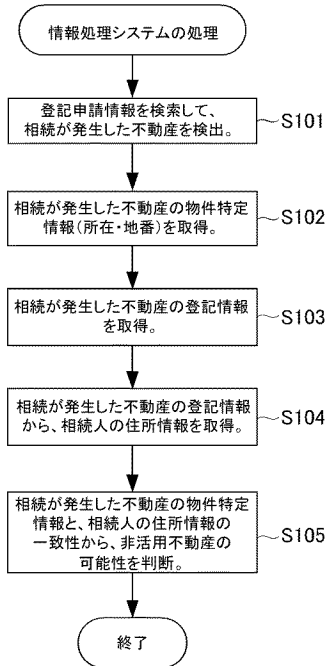 情報処理システムの処理
登記申請情報を検索して、
相続が発生した不動産を検出。
S101
相続が発生した不動産の物件特定
情報(所在・地番)を取得。
S102
相続が発生した不動産の登記情報
を取得。
S103
相続が発生した不動産の登記情報
から、相続人の住所情報を取得。
S104
相続が発生した不動産の物件特定
情報と、相続人の住所情報の
一致性から、非活用不動産の
可能性を判断。
S105
終了